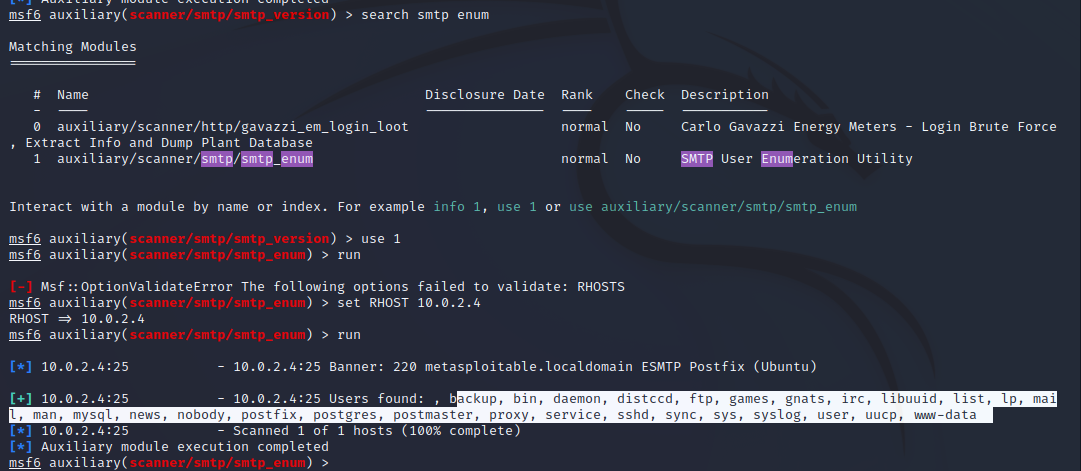 [*] Auxiliary module execution completed
msf6 auxiliary(scanner/smtp/smtp_version) > search smtp enum
Matching Modules
================
# Name Disclosure Date Rank Check Description
- ---- --------------- ---- ----- -----------
0 auxiliary/scanner/http/gavazzi_em_login_loot normal No Carlo Gavazzi Energy Meters - Login Brute Force
, Extract Info and Dump Plant Database
1 auxiliary/scanner/smtp/smtp_enum normal No SMTP User Enumeration Utility
Interact with a module by name or index. For example info 1, use 1 or use auxiliary/scanner/smtp/smtp_enum
msf6 auxiliary(scanner/smtp/smtp_version) > use 1
msf6 auxiliary(scanner/smtp/smtp_enum) > run
[-] Msf::OptionValidateError The following options failed to validate: RHOSTS
msf6 auxiliary(scanner/smtp/smtp_enum) > set RHOST 10.0.2.4
RHOST => 10.0.2.4
msf6 auxiliary(scanner/smtp/smtp_enum) > run
[*] 10.0.2.4:25 - 10.0.2.4:25 Banner: 220 metasploitable.localdomain ESMTP Postfix (Ubuntu)
[+] 10.0.2.4:25 - 10.0.2.4:25 Users found: , backup, bin, daemon, distccd, ftp, games, gnats, irc, libuuid, list, lp, mai
l, man, mysql, news, nobody, postfix, postgres, postmaster, proxy, service, sshd, sync, sys, syslog, user, uucp, www-data
[*] 10.0.2.4:25 - Scanned 1 of 1 hosts (100% complete)
[*] Auxiliary module execution completed
msf6 auxiliary(scanner/smtp/smtp_enum) >